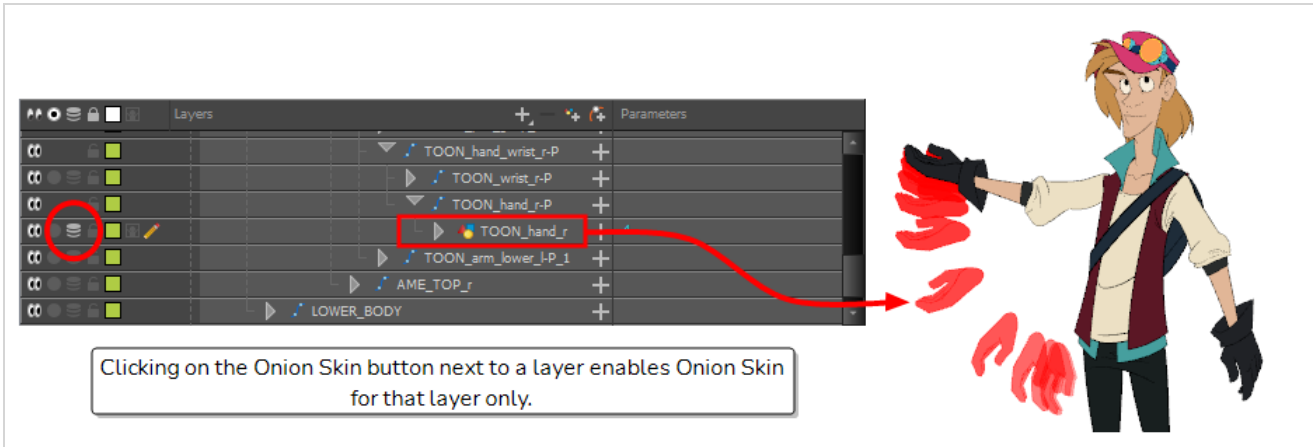 Layers
Parameters
TOON_hand_wrist_r-P
TOON_wrist_r-P
TOON_hand_r-P
TOON_hand_r
TOON_arm_lower_l-P_1
AME_TOP_r
LOWER_BODY
Clicking on the Onion Skin button next to a layer enables Onion Skin
for that layer only.